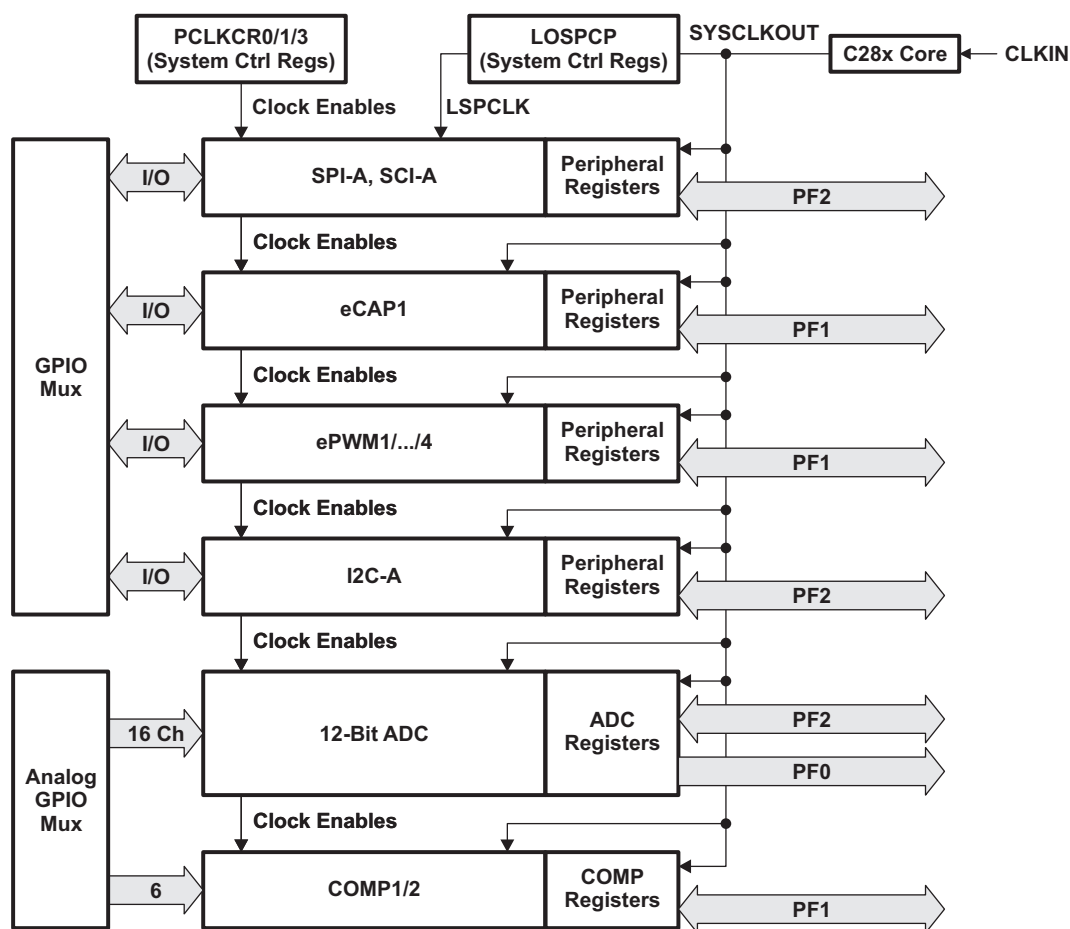 PCLKCR0/1/3
(System Ctrl Regs)
LOSPCP
(System Ctrl Regs)
SYSCLKOUT
C28x Core
CLKIN
Clock Enables
LSPCLK
I/O
SPI-A, SCI-A
Peripheral
Registers
PF2
Clock Enables
I/O
eCAP1
Peripheral
Registers
PF1
GPIO
Mux
Clock Enables
I/O
ePWM1/.../4
Peripheral
Registers
PF1
Clock Enables
I/O
I2C-A
Peripheral
Registers
PF2
Clock Enables
16 Ch
12-Bit ADC
ADC
Registers
PF2
PF0
Analog
GPIO
Mux
Clock Enables
6
COMP1/2
COMP
Registers
PF1